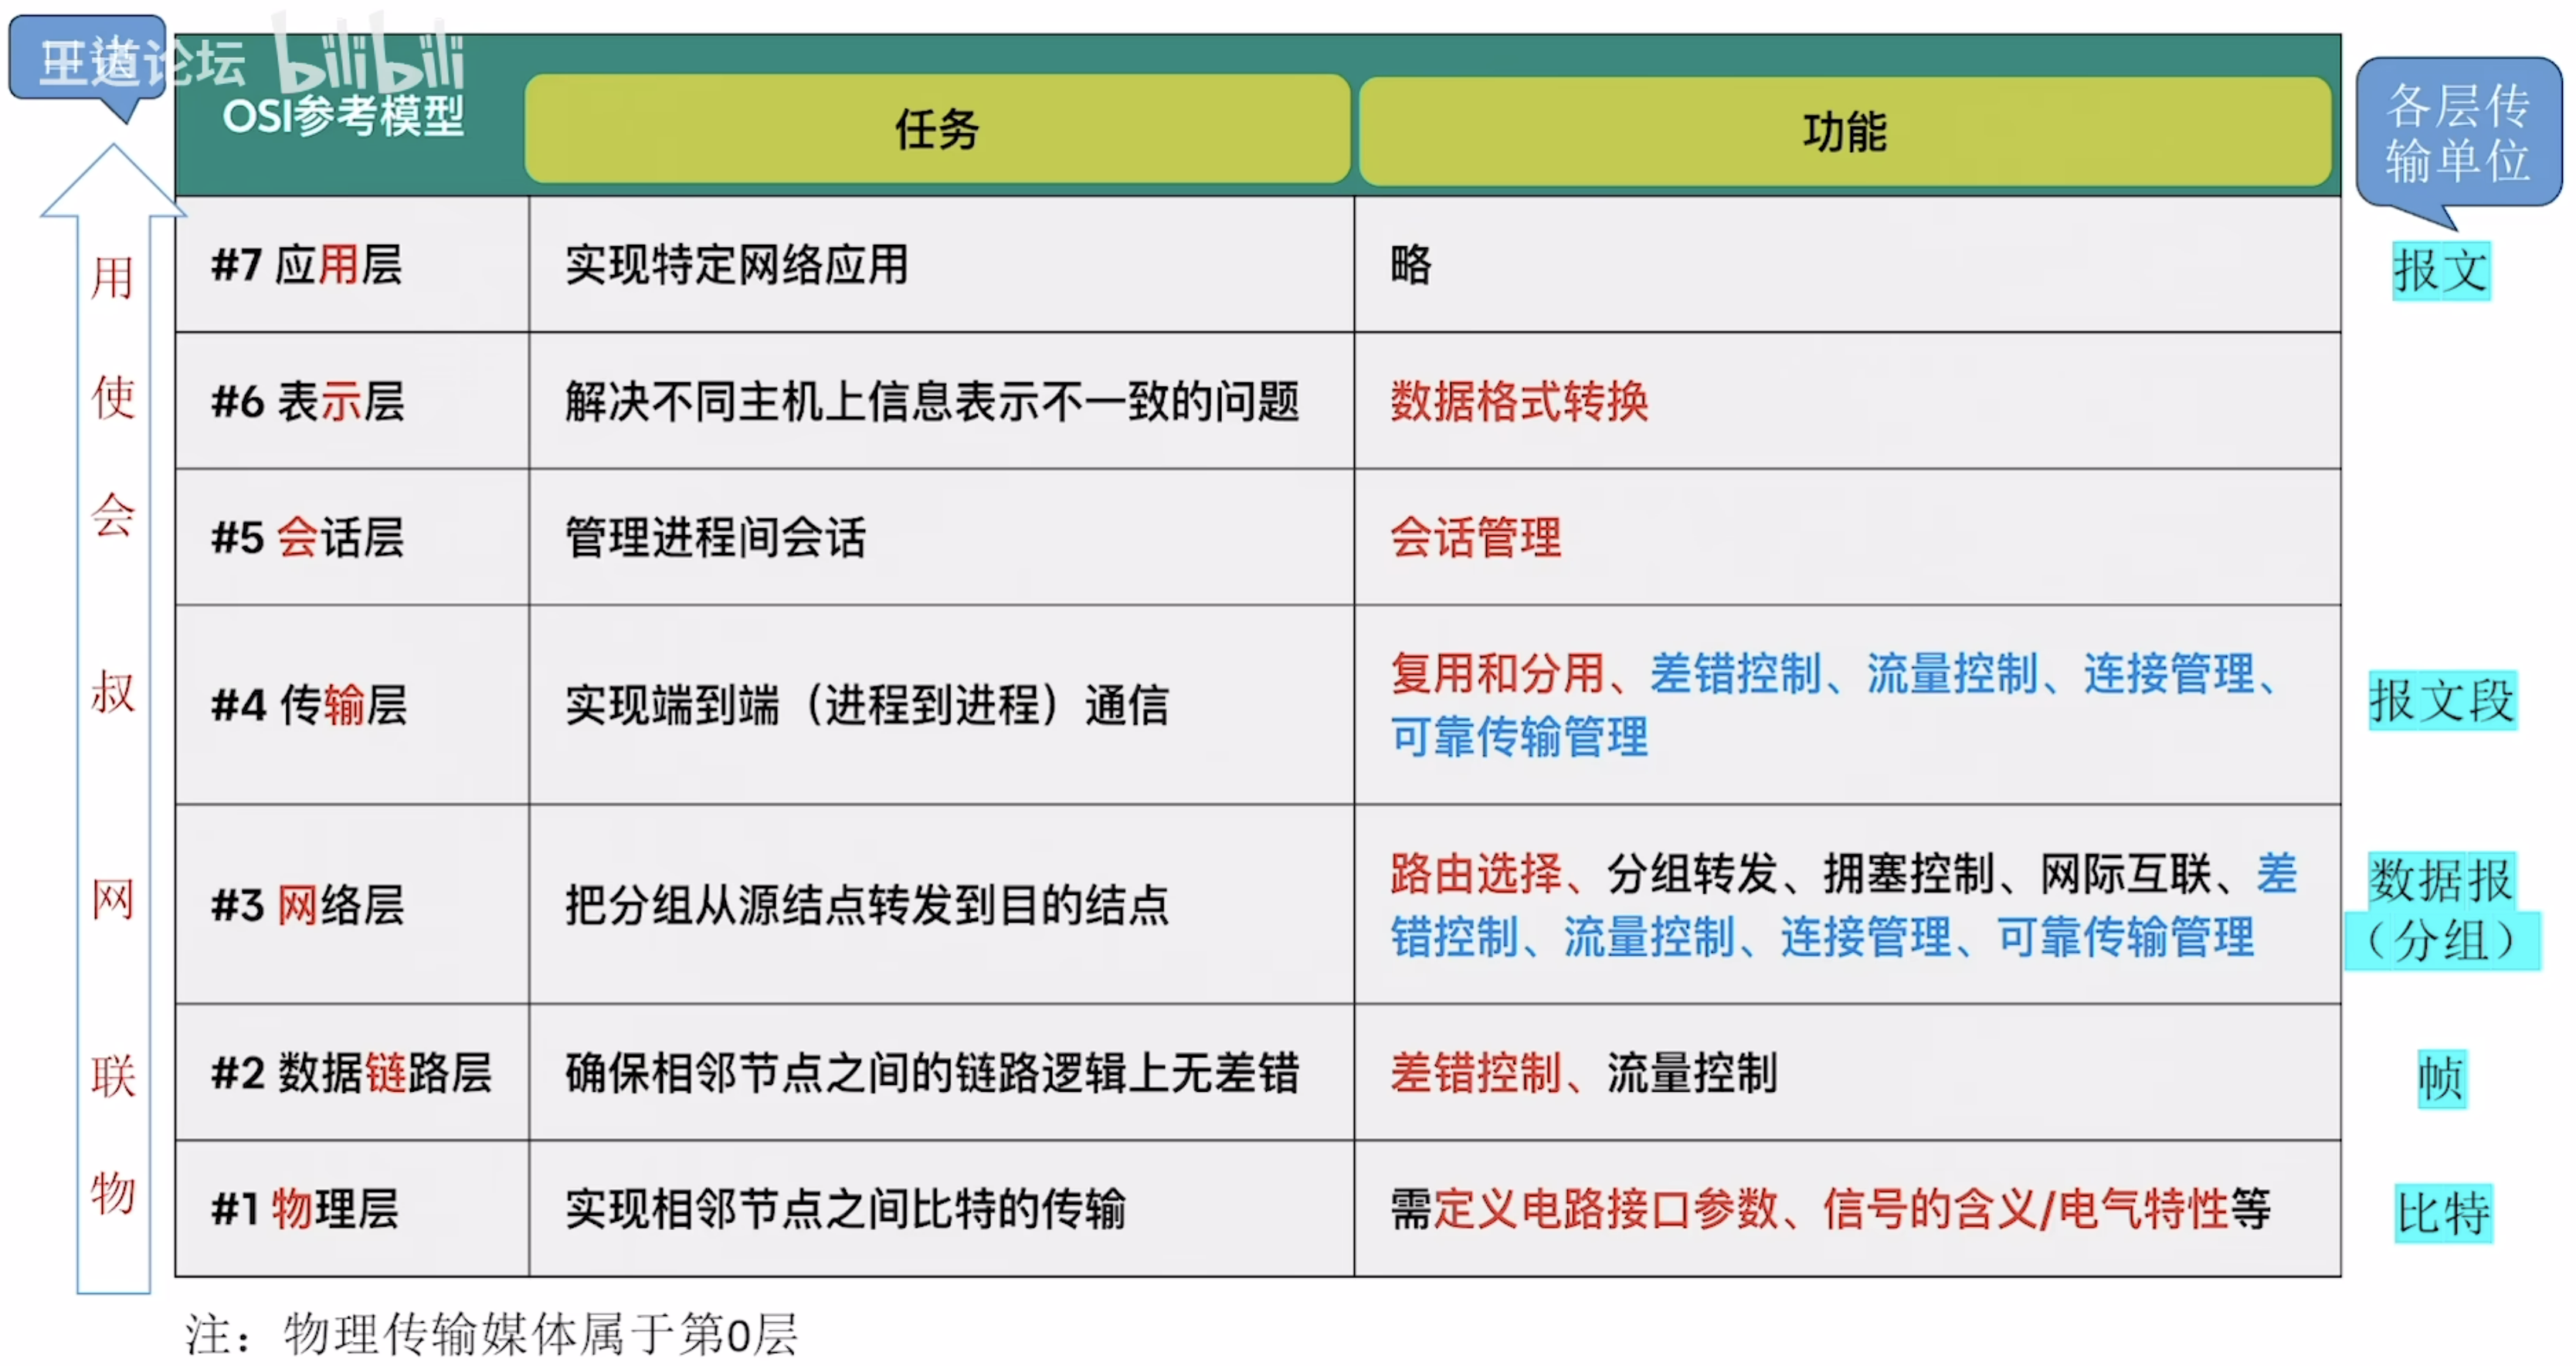 王道论坛 bilibili
OSI参考模型
任务
功能
各层传
输单位
#7 应用层
实现特定网络应用
略
报文
#6 表示层
解决不同主机上信息表示不一致的问题
数据格式转换
#5 会话层
管理进程间会话
会话管理
#4 传输层
实现端到端（进程到进程）通信
复用和分用、差错控制、流量控制、连接管理、
可靠传输管理
报文段
#3 网络层
把分组从源结点转发到目的结点
路由选择、分组转发、拥塞控制、网际互联、差
错控制、流量控制、连接管理、可靠传输管理
数据报
（分组）
#2 数据链路层
确保相邻节点之间的链路逻辑上无差错
差错控制、流量控制
帧
#1 物理层
实现相邻节点之间比特的传输
需定义电路接口参数、信号的含义/电气特性等
比特
用
使
会
叔
网
联
物
注：物理传输媒体属于第0层